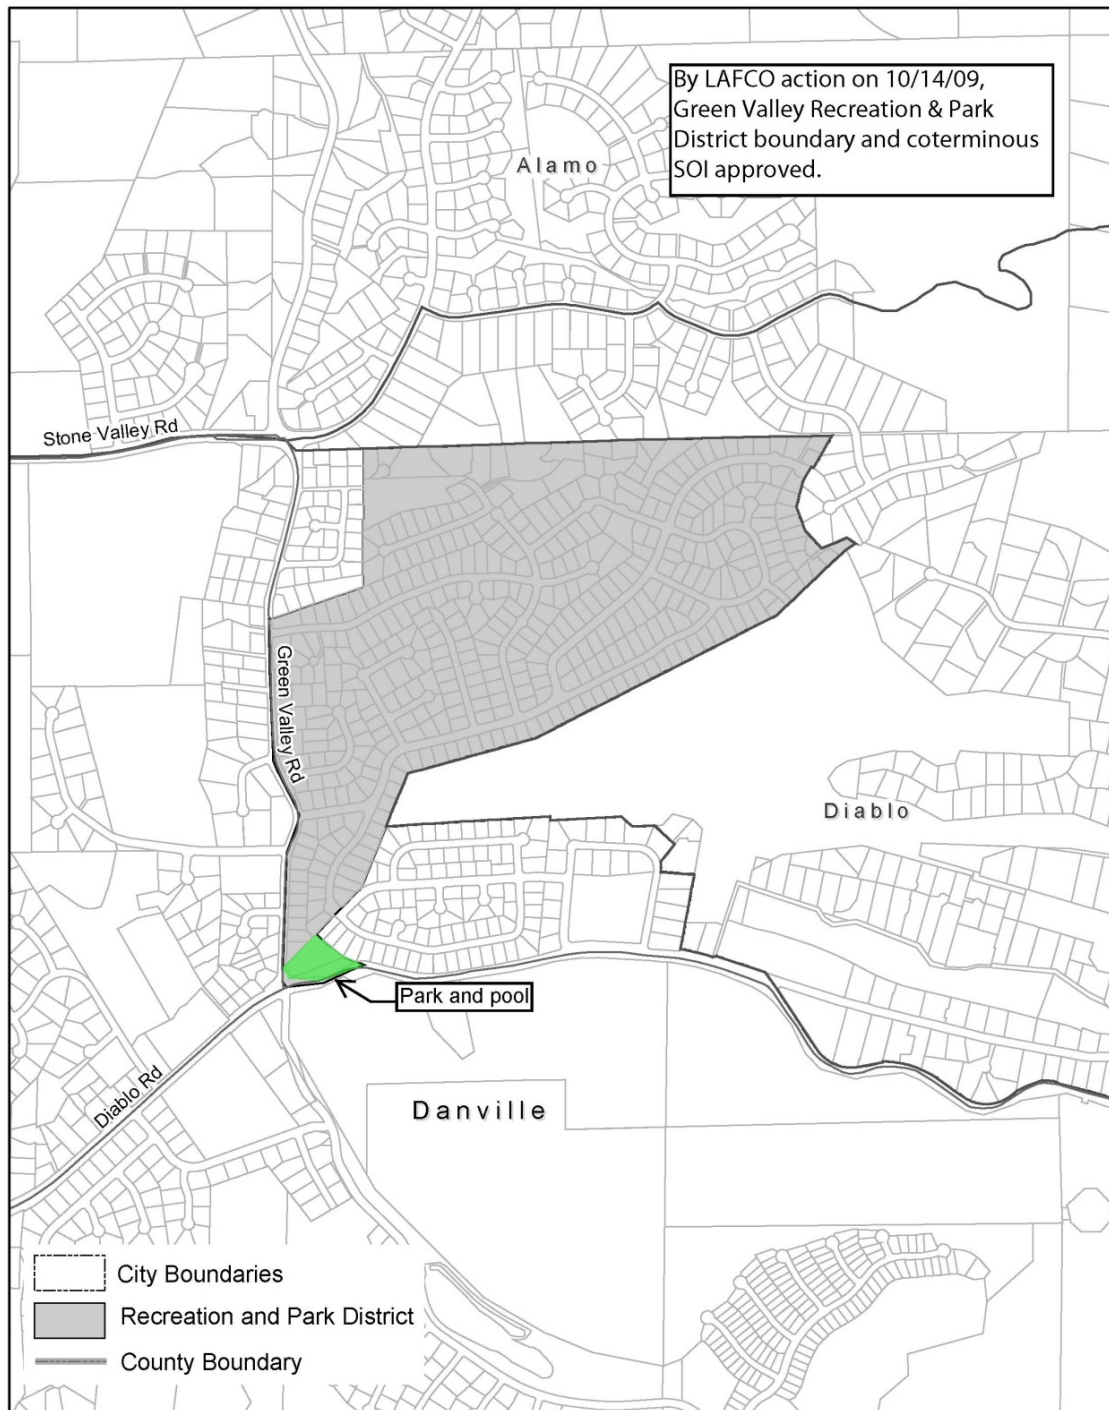 By LAFCO action on 10/14/09,
Green Valley Recreation & Park
District boundary and coterminous
SOI approved.
Alamo
Stone Valley Rd
Green Valley Rd
Diablo
Park and pool
Diablo Rd
Danville
City Boundaries
Recreation and Park District
County Boundary